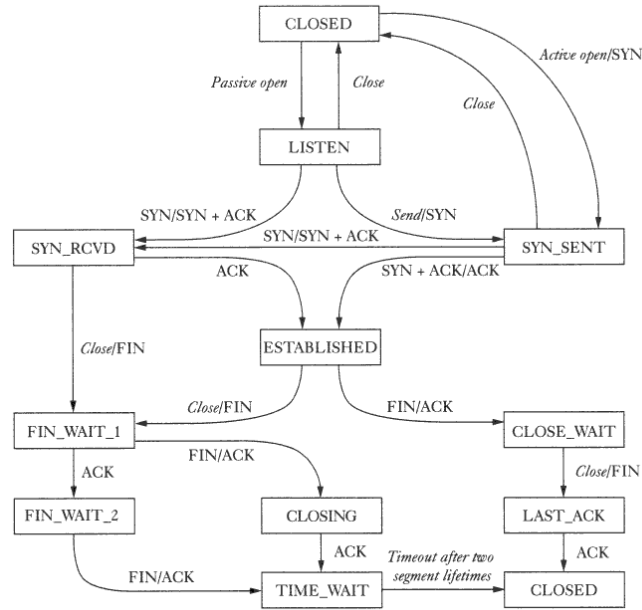 CLOSED
Active open/SYN
Passive open
Close
Close
LISTEN
SYN/SYN + ACK
Send/SYN
SYN/SYN + ACK
SYN_RCVD
SYN_SENT
ACK
SYN + ACK/ACK
ESTABLISHED
Close/FIN
Close/FIN
FIN/ACK
FIN_WAIT_1
CLOSE_WAIT
FIN/ACK
ACK
Close/FIN
FIN_WAIT_2
CLOSING
LAST_ACK
ACK
Timeout after two
segment lifetimes
ACK
FIN/ACK
TIME_WAIT
CLOSED